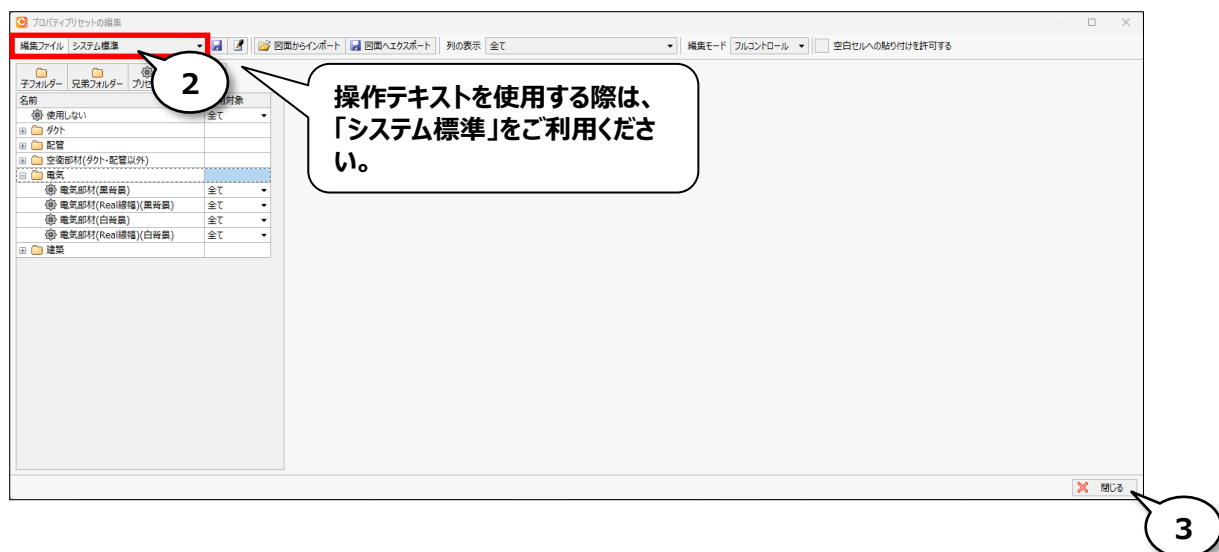 プロパティプリセットの編集
編集ファイル システム標準 図面からインポート 図面へエクスポート 列の表示 全て 編集モード フルコントロール 空白セルへの貼り付けを許可する
子フォルダー 兄弟フォルダー
2
名前
使用しない 全て
ダクト
配管
空衛部材(ダクト・配管以外)
電気
電気部材(黒背景) 全て
電気部材(Real線幅)(黒背景) 全て
電気部材(白背景) 全て
電気部材(Real線幅)(白背景) 全て
建築
操作テキストを使用する際は、
「システム標準」をご利用くださ
い。
閉じる
3